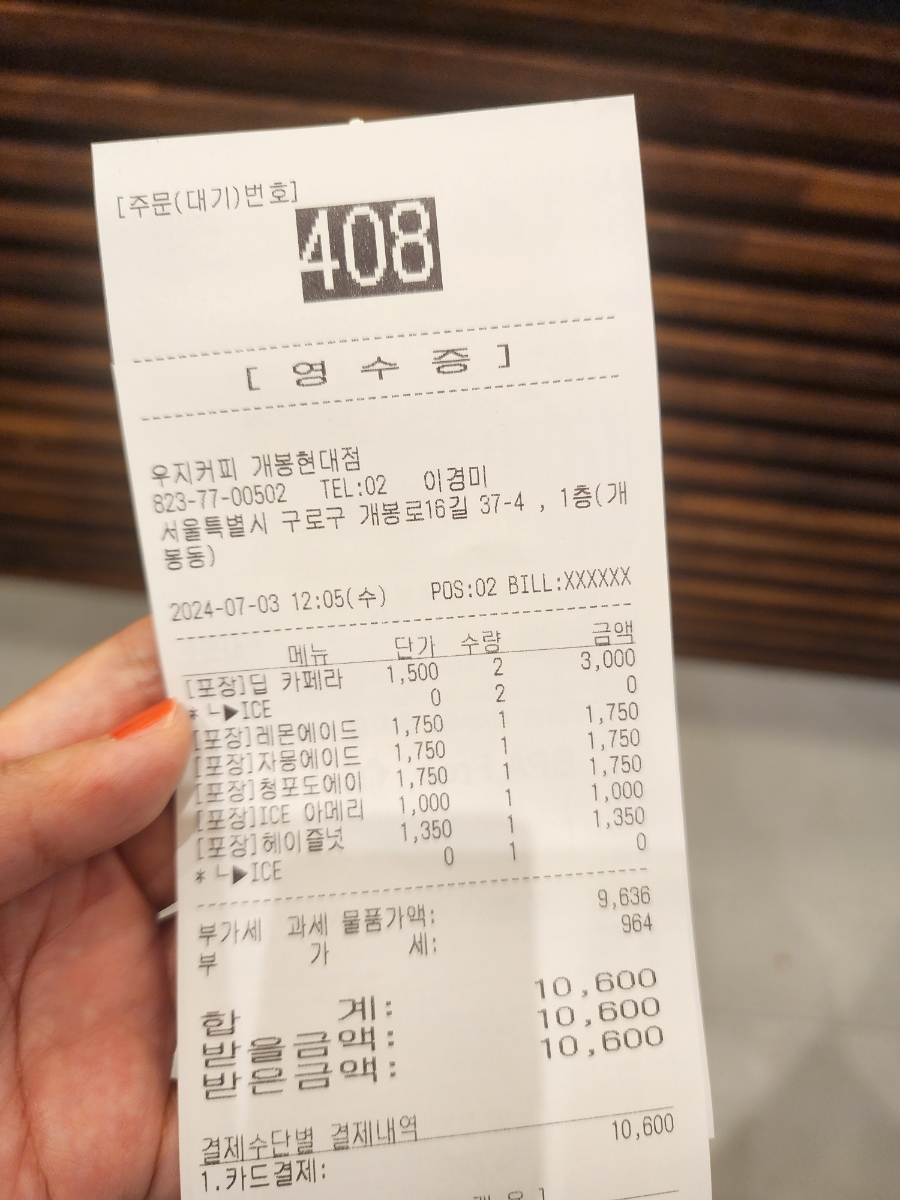 [주문(대기)번호]
408
[ 영 수 증 ]
우지커피 개봉현대점
823-77-00502 TEL:02 이경미
서울특별시 구로구 개봉로16길 37-4 , 1층(개
봉동)
2024-07-03 12:05(수) POS:02 BILL:XXXXXX
메뉴 단가 수량 금액
[포장]딥 카페라 1,500 2 3,000
* ㄴ▶ICE 0 2 0
[포장]레몬에이드 1,750 1 1,750
[포장]자몽에이드 1,750 1 1,750
[포장]청포도에이 1,750 1 1,750
[포장]ICE 아메리 1,000 1 1,000
[포장]헤이즐넛 1,350 1 1,350
* ㄴ▶ICE 0 1 0
부가세 과세 물품가액: 9,636
부 가 세: 964
합 계: 10,600
받을금액: 10,600
받은금액: 10,600
결제수단별 결제내역
1.카드결제: 10,600